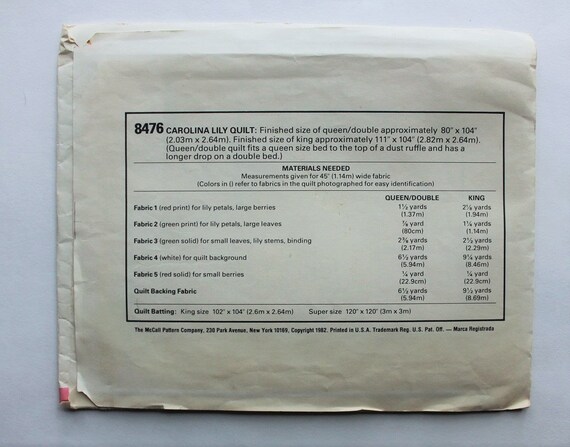 8476 CAROLINA LILY QUILT: Finished size of queen/double approximately 80" x 104"
(2.03m x 2.64m). Finished size of king approximately 111" x 104" (2.82m x 2.64m).
(Queen/double quilt fits a queen size bed to the top of a dust ruffle and has a
longer drop on a double bed.)
MATERIALS NEEDED
Measurements given for 45" (1.14m) wide fabric
(Colors in () refer to fabrics in the quilt photographed for easy identification)
QUEEN/DOUBLE KING
Fabric 1 (red print) for lily petals, large berries 1½ yards 2⅛ yards
(1.37m) (1.94m)
Fabric 2 (green print) for lily petals, large leaves ⅞ yard 1¼ yards
(80cm) (1.14m)
Fabric 3 (green solid) for small leaves, lily stems, binding 2⅜ yards 2½ yards
(2.17m) (2.29m)
Fabric 4 (white) for quilt background 6½ yards 9¼ yards
(5.94m) (8.46m)
Fabric 5 (red solid) for small berries ¼ yard ¼ yard
(22.9cm) (22.9cm)
Quilt Backing Fabric 6½ yards 9½ yards
(5.94m) (8.69m)
Quilt Batting: King size 102" x 104" (2.6m x 2.64m) Super size 120" x 120" (3m x 3m)
The McCall Pattern Company, 230 Park Avenue, New York 10169, Copyright 1982. Printed in U.S.A. Trademark Reg. U.S. Pat. Off. — Marca Registrada